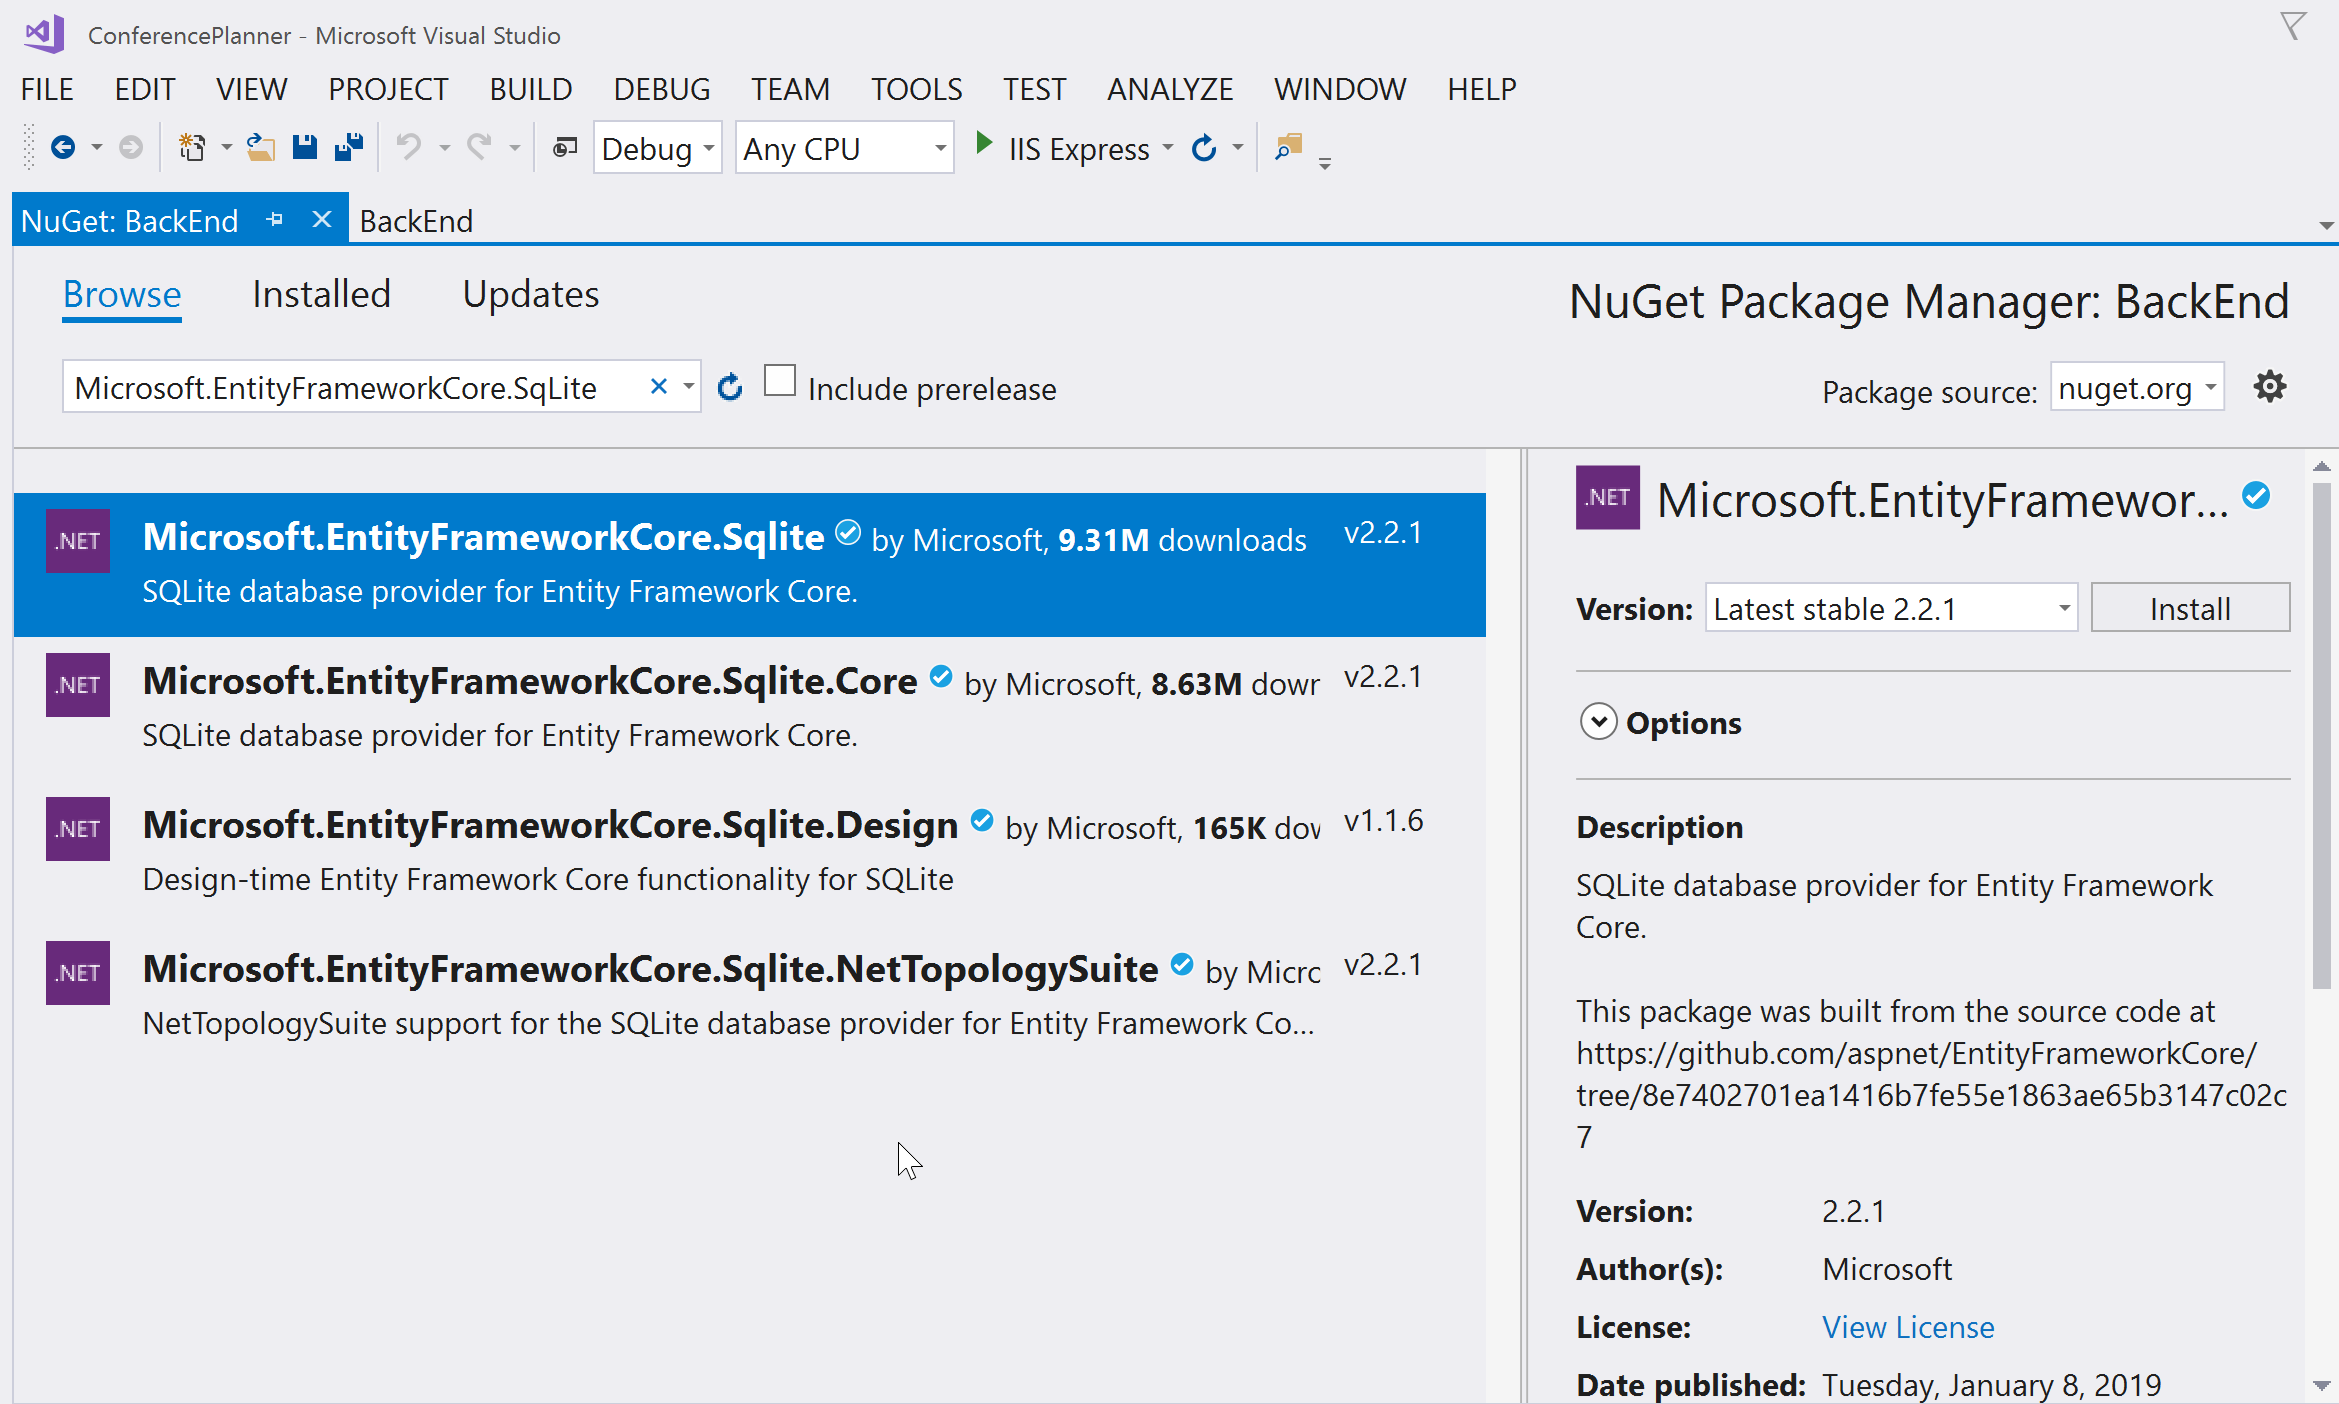 ConferencePlanner - Microsoft Visual Studio
FILE EDIT VIEW PROJECT BUILD DEBUG TEAM TOOLS TEST ANALYZE WINDOW HELP
Debug Any CPU IIS Express
NuGet: BackEnd BackEnd
Browse Installed Updates
NuGet Package Manager: BackEnd
Microsoft.EntityFrameworkCore.SqLite Include prerelease
Package source: nuget.org
.NET Microsoft.EntityFrameworkCore.Sqlite by Microsoft, 9.31M downloads v2.2.1
SQLite database provider for Entity Framework Core.
.NET Microsoft.EntityFrameworkCore.Sqlite.Core by Microsoft, 8.63M dowr v2.2.1
SQLite database provider for Entity Framework Core.
.NET Microsoft.EntityFrameworkCore.Sqlite.Design by Microsoft, 165K dov v1.1.6
Design-time Entity Framework Core functionality for SQLite
.NET Microsoft.EntityFrameworkCore.Sqlite.NetTopologySuite by Micrc v2.2.1
NetTopologySuite support for the SQLite database provider for Entity Framework Co...
.NET Microsoft.EntityFramewor...
Version: Latest stable 2.2.1 Install
Options
Description
SQLite database provider for Entity Framework
Core.
This package was built from the source code at
https://github.com/aspnet/EntityFrameworkCore/
tree/8e7402701ea1416b7fe55e1863ae65b3147c02c
7
Version: 2.2.1
Author(s): Microsoft
License: View License
Date published: Tuesday, January 8, 2019